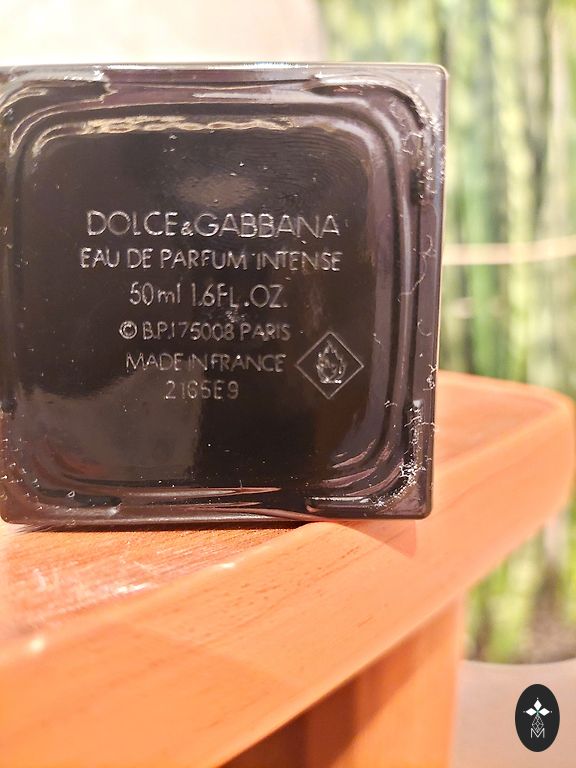 DOLCE&GABBANA
EAU DE PARFUM INTENSE
50ml 1.6FL.OZ.
© B.P.175008 PARIS
MADE IN FRANCE
2165E9
M